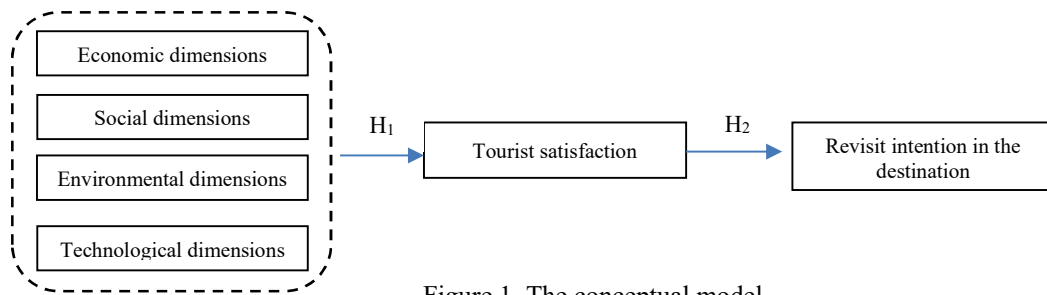 Economic dimensions
Social dimensions
Environmental dimensions
Technological dimensions
H1
Tourist satisfaction
H2
Revisit intention in the
destination
Figure 1. The conceptual model